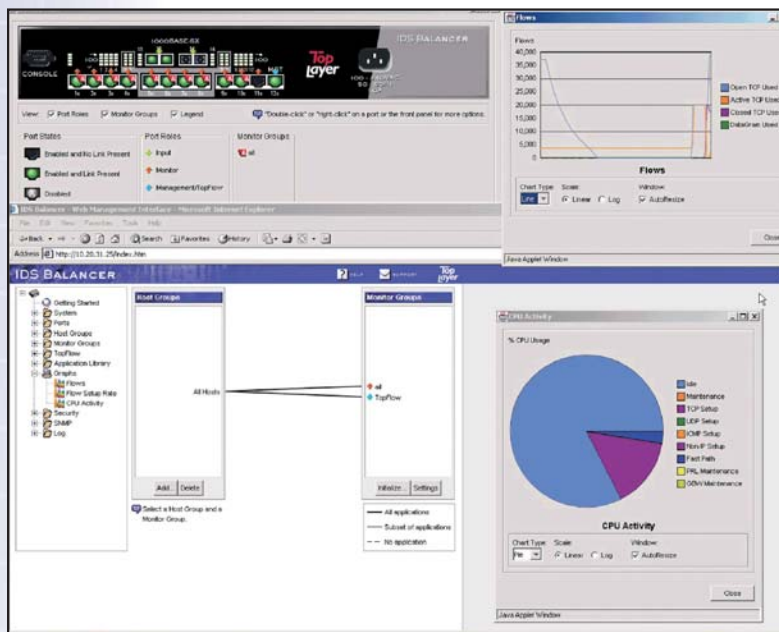 1000BASE-SX
IDS BALANCER
CONSOLE
100
100
Top Layer
View: Port Roles Monitor Groups Legend
"Double-click" or "right-click" on a port or the front panel for more options.
Port States
Enabled and No Link Present
Enabled and Link Present
Disabled
Port Roles
Input
Monitor
Management/TopFlow
Monitor Groups
all
Flows
Flows
40,000
35,000
30,000
25,000
20,000
15,000
10,000
5,000
0
Open TCP Used
Active TCP Used
Closed TCP Use
DataGram Used
Flows
Chart Type: Scale: Window:
Line Linear Log AutoResize
Close
Java Applet Window
IDS Balancer - Web Management Interface - Microsoft Internet Explorer
File Edit View Favorites Tools Help
Back Search Favorites History
Address http://10.20.31.25/index.htm
IDS BALANCER
HELP SUPPORT Top Layer
Getting Started
System
Ports
Host Groups
Monitor Groups
TopFlow
Application Library
Graphs
Flows
Flow Setup Rate
CPU Activity
Security
SNMP
Log
Host Groups
All Hosts
Add... Delete
Select a Host Group and a
Monitor Group.
Monitor Groups
all
TopFlow
Initialize... Settings
All applications
Subset of applications
No application
CPU Activity
% CPU Usage
Idle
Maintenance
TCP Setup
UDP Setup
ICMP Setup
Non-IP Setup
Fast Path
PRL Maintenance
CPU Activity
Chart Type: Scale: Window:
Pie Linear Log AutoResize
Close
Java Applet Window